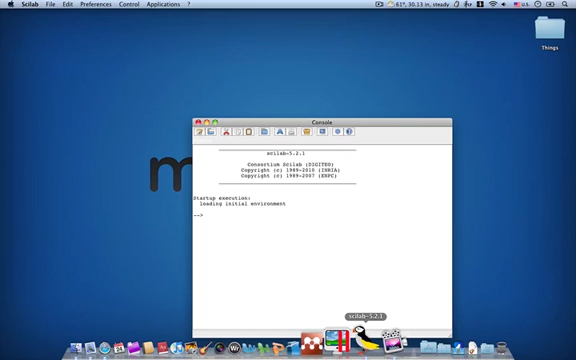 Scilab File Edit Preferences Control Applications ?
61°, 30.13 in, steady
U.S.
Things
Console
scilab-5.2.1
Consortium Scilab (DIGITEO)
Copyright (c) 1989-2010 (INRIA)
Copyright (c) 1989-2007 (ENPC)
Startup execution:
loading initial environment
-->
m
scilab-5.2.1